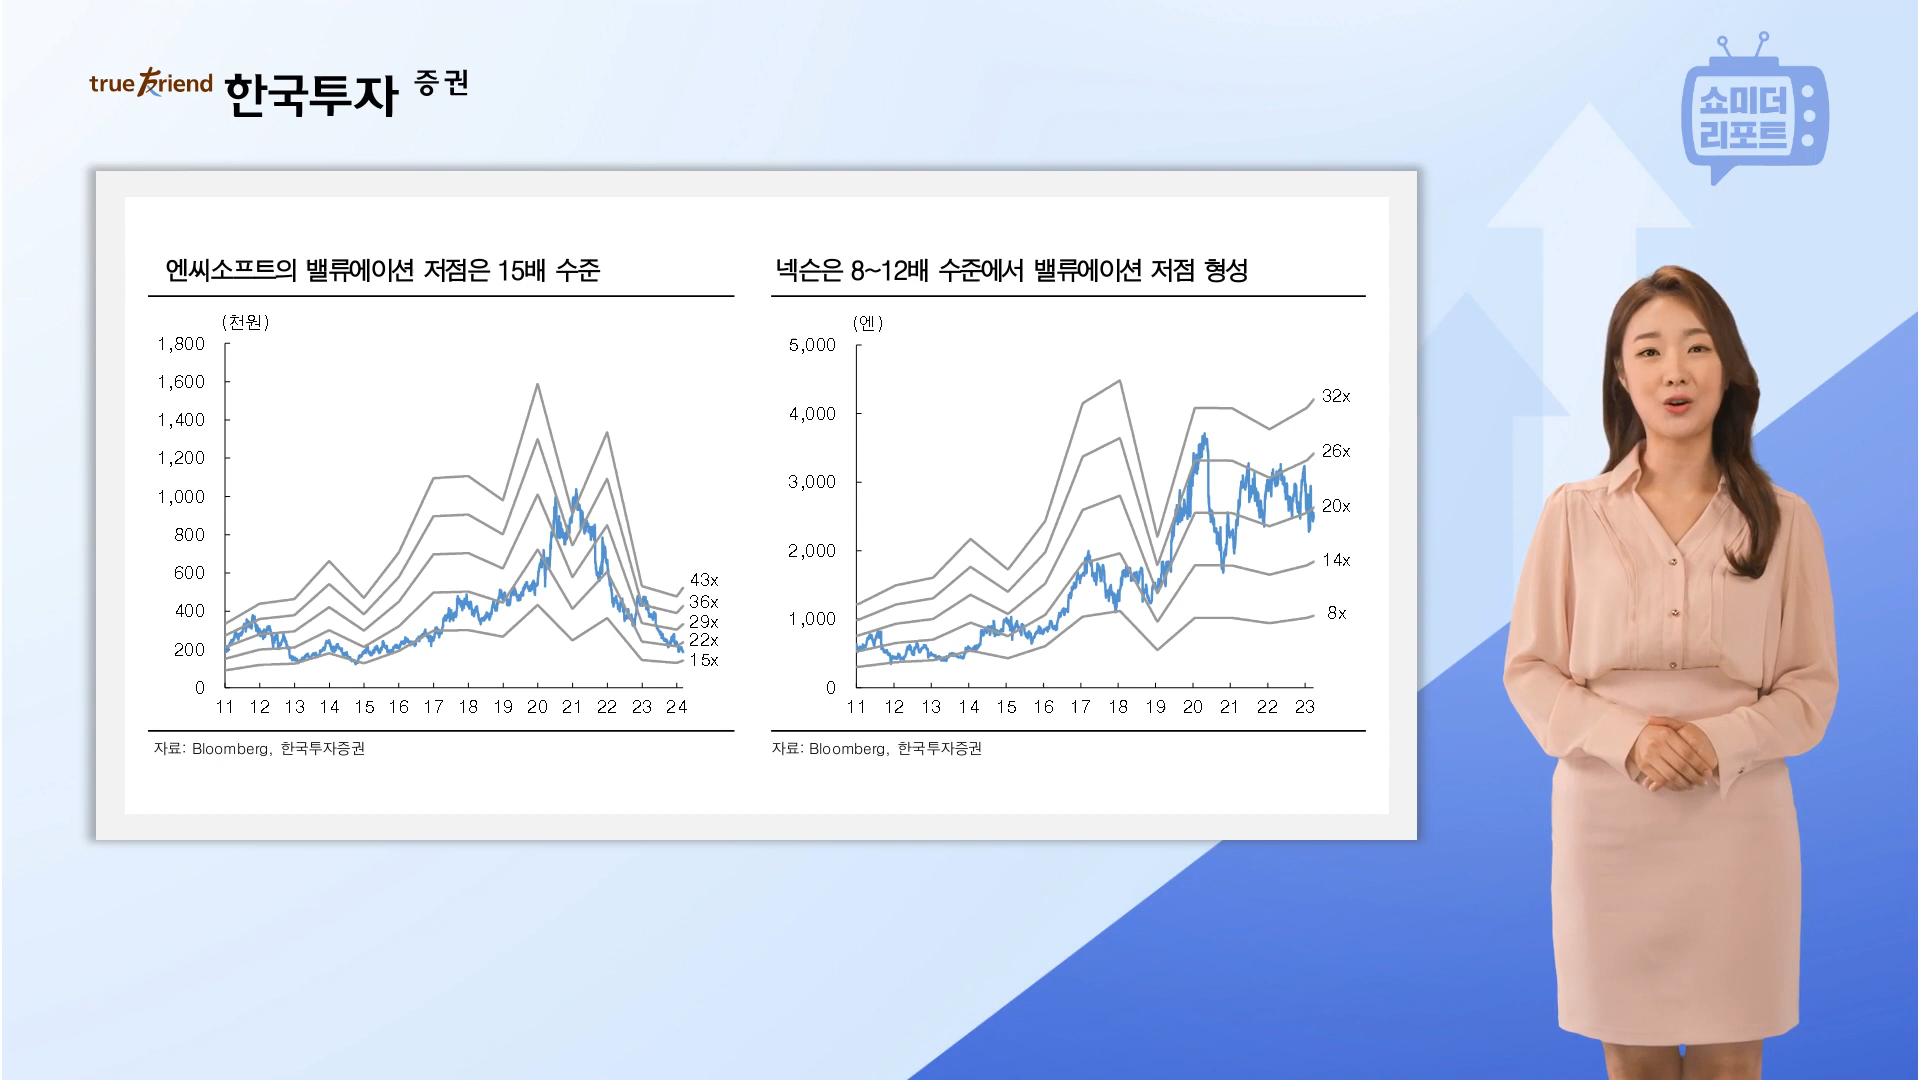 true friend 한국투자 증권
쇼미더
리포트
엔씨소프트의 밸류에이션 저점은 15배 수준
(천원)
1,800
1,600
1,400
1,200
1,000
800
600
400
200
0
43x
36x
29x
22x
15x
11 12 13 14 15 16 17 18 19 20 21 22 23 24
자료: Bloomberg, 한국투자증권
넥슨은 8~12배 수준에서 밸류에이션 저점 형성
(엔)
5,000
4,000
3,000
2,000
1,000
0
32x
26x
20x
14x
8x
11 12 13 14 15 16 17 18 19 20 21 22 23
자료: Bloomberg, 한국투자증권